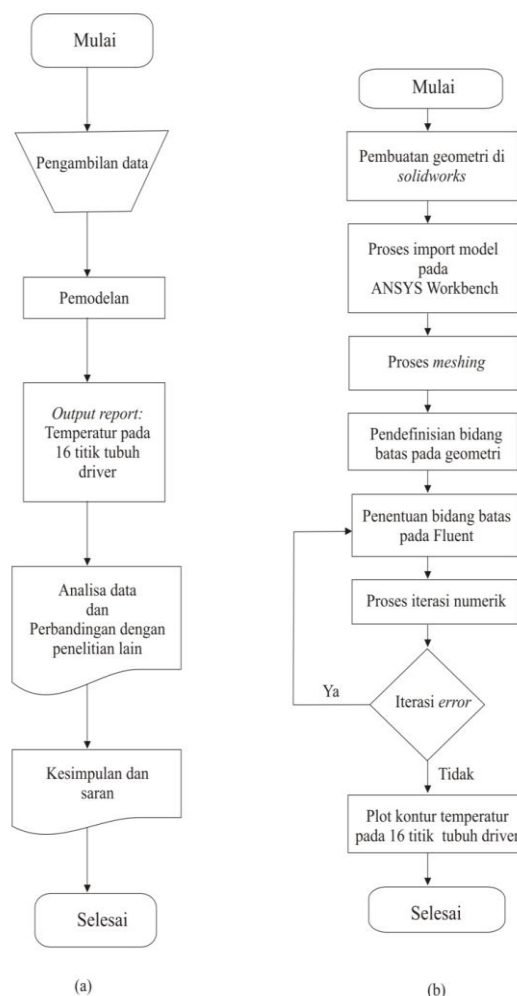 Mulai
Pengambilan data
Pemodelan
Output report:
Temperatur pada
16 titik tubuh
driver
Analisa data
dan
Perbandingan dengan
penelitian lain
Kesimpulan dan
saran
Selesai
(a)
Mulai
Pembuatan geometri di
solidworks
Proses import model
pada
ANSYS Workbench
Proses meshing
Pendefinisian bidang
batas pada geometri
Penentuan bidang batas
pada Fluent
Proses iterasi numerik
Iterasi error
Ya
Tidak
Plot kontur temperatur
pada 16 titik tubuh driver
Selesai
(b)